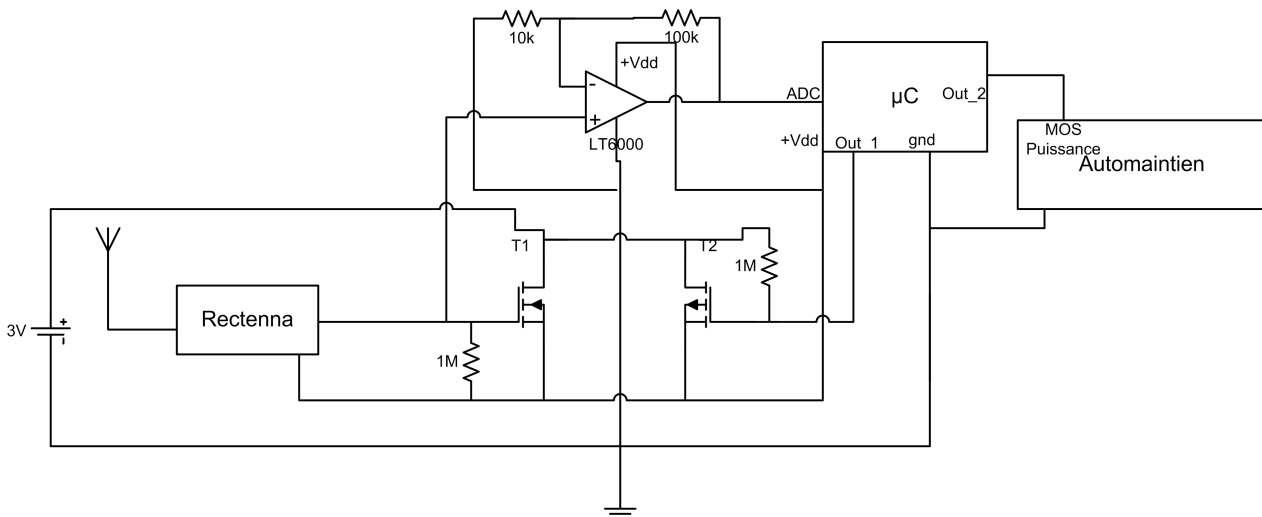 10k
100k
+Vdd
-
+
LT6000
ADC
µC
Out_2
+Vdd
Out_1
gnd
MOS
Puissance
Automaintien
T1
T2
1M
Rectenna
3V
+
-
1M